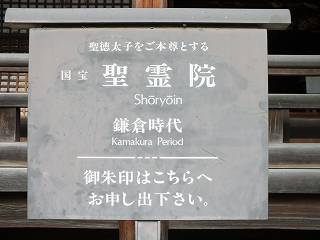 聖徳太子をご本尊とする
国宝 聖霊院
Shōryōin
鎌倉時代
Kamakura Period
御朱印はこちらへ
お申し出下さい。